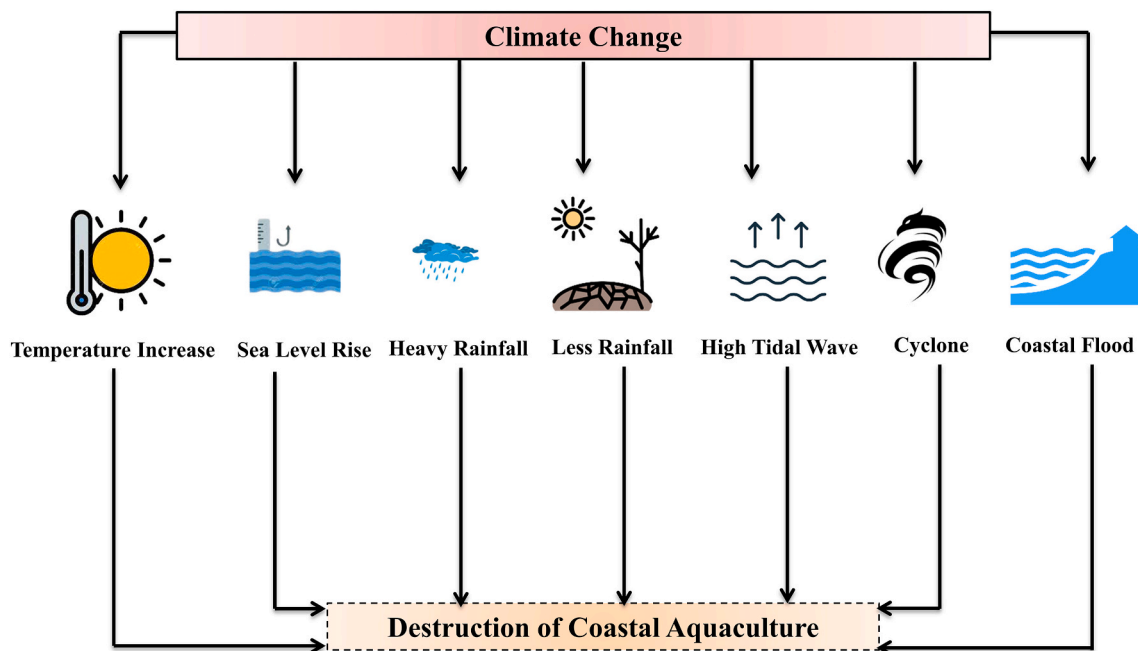 Climate Change
Temperature Increase
Sea Level Rise
Heavy Rainfall
Less Rainfall
High Tidal Wave
Cyclone
Coastal Flood
Destruction of Coastal Aquaculture